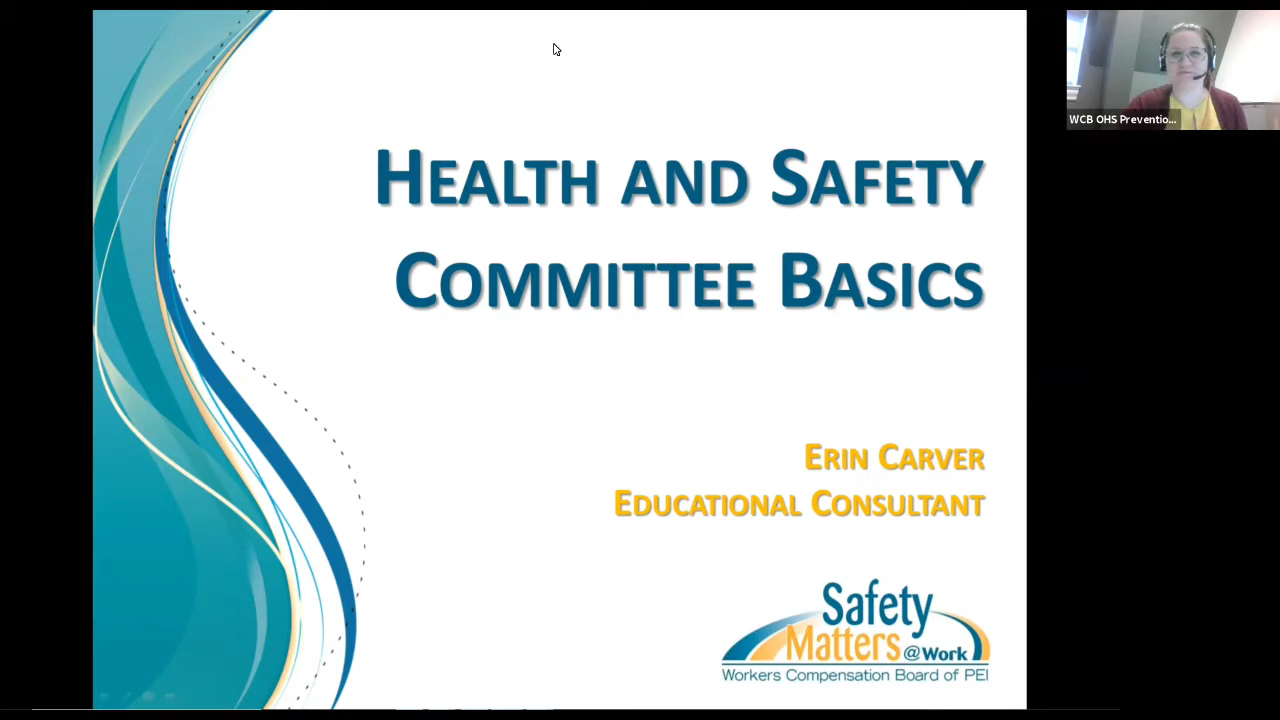 HEALTH AND SAFETY
COMMITTEE BASICS
ERIN CARVER
EDUCATIONAL CONSULTANT
Safety
Matters @Work
Workers Compensation Board of PEI
WCB OHS Preventio...